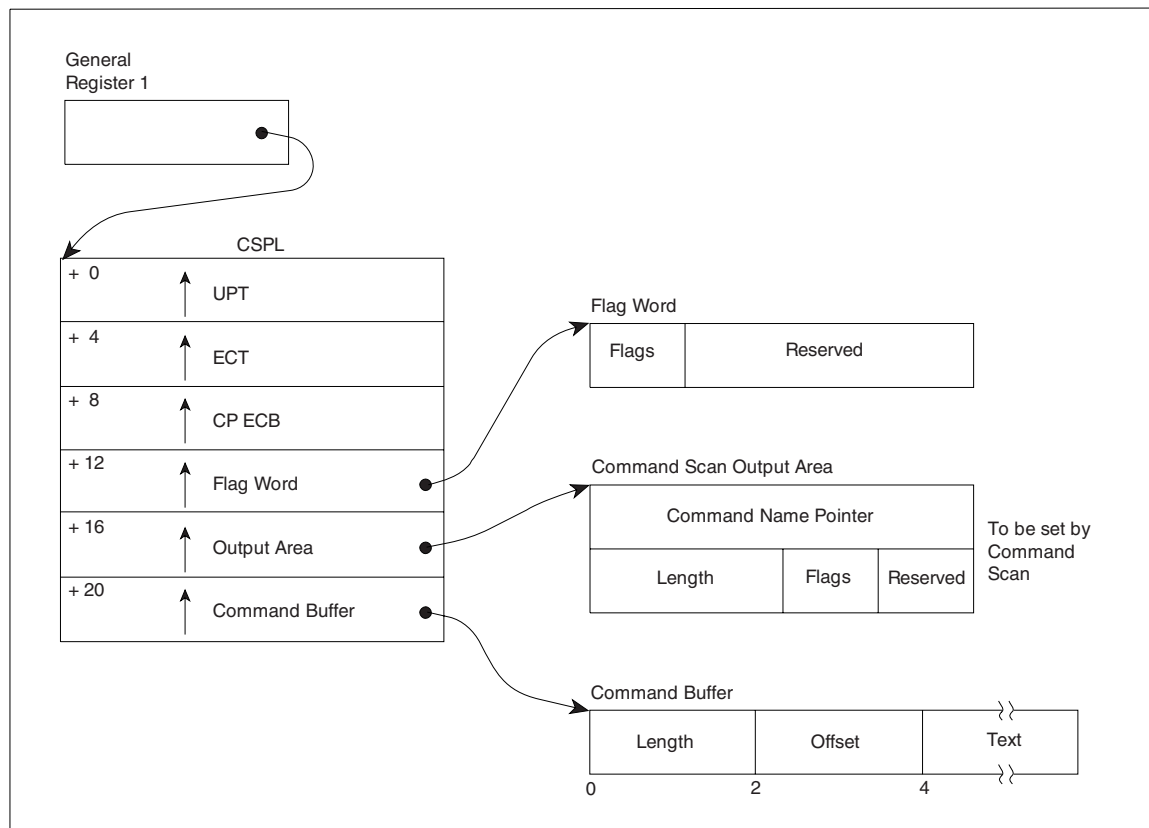 General
Register 1
CSPL
+ 0
UPT
+ 4
ECT
+ 8
CP ECB
+ 12
Flag Word
+ 16
Output Area
+ 20
Command Buffer
Flag Word
Flags
Reserved
Command Scan Output Area
Command Name Pointer
Length
Flags
Reserved
To be set by
Command
Scan
Command Buffer
Length
Offset
Text
0
2
4